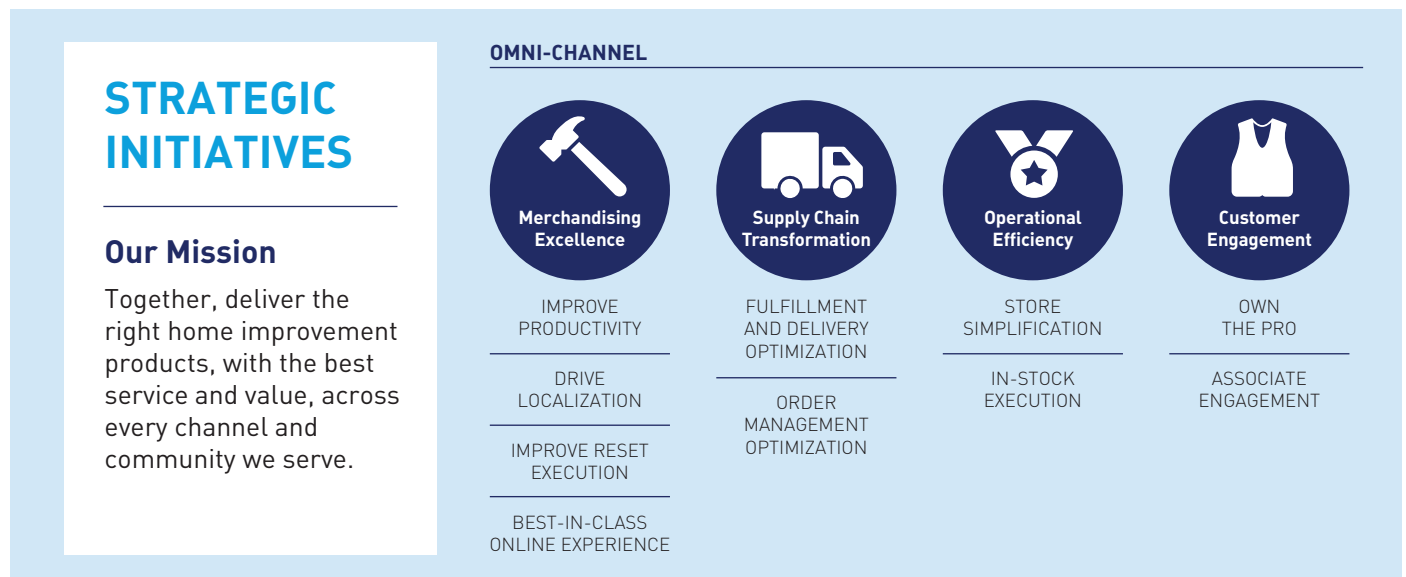 STRATEGIC
INITIATIVES
Our Mission
Together, deliver the
right home improvement
products, with the best
service and value, across
every channel and
community we serve.
OMNI-CHANNEL
Merchandising
Excellence
IMPROVE
PRODUCTIVITY
DRIVE
LOCALIZATION
IMPROVE RESET
EXECUTION
BEST-IN-CLASS
ONLINE EXPERIENCE
Supply Chain
Transformation
FULFILLMENT
AND DELIVERY
OPTIMIZATION
ORDER
MANAGEMENT
OPTIMIZATION
Operational
Efficiency
STORE
SIMPLIFICATION
IN-STOCK
EXECUTION
Customer
Engagement
OWN
THE PRO
ASSOCIATE
ENGAGEMENT